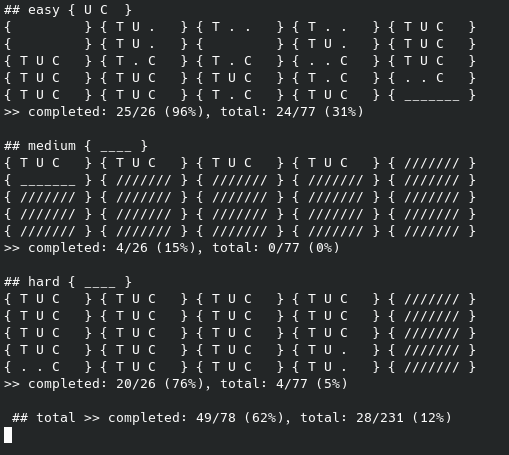 ## easy { U C  }
{         } { T U .   } { T . .   } { T . .   } { T U C   }
{         } { T U .   } {         } { T U .   } { T U C   }
{ T U C   } { T . C   } { T . C   } { . . C   } { T U C   }
{ T U C   } { T U C   } { TUC     } { T . C   } { . . C   }
{ T U C   } { T U C   } { T . C   } { T U C   } { _______ }
>> completed: 25/26 (96%), total: 24/77 (31%)

## medium { ____ }
{ T U C   } { T U C   } { T U C   } { T U C   } { /////// }
{ _______ } { /////// } { /////// } { /////// } { /////// }
{ /////// } { /////// } { /////// } { /////// } { /////// }
{ /////// } { /////// } { /////// } { /////// } { /////// }
{ /////// } { /////// } { /////// } { /////// } { /////// }
>> completed: 4/26 (15%), total: 0/77 (0%)

## hard { ____ }
{ T U C   } { T U C   } { T U C   } { T U C   } { /////// }
{ T U C   } { T U C   } { T U C   } { T U C   } { /////// }
{ T U C   } { T U C   } { T U C   } { T U C   } { /////// }
{ T U C   } { T U C   } { T U C   } { T U .   } { /////// }
{ . . C   } { T U C   } { T U C   } { T U .   } { /////// }
>> completed: 20/26 (76%), total: 4/77 (5%)

 ## total >> completed: 49/78 (62%), total: 28/231 (12%)